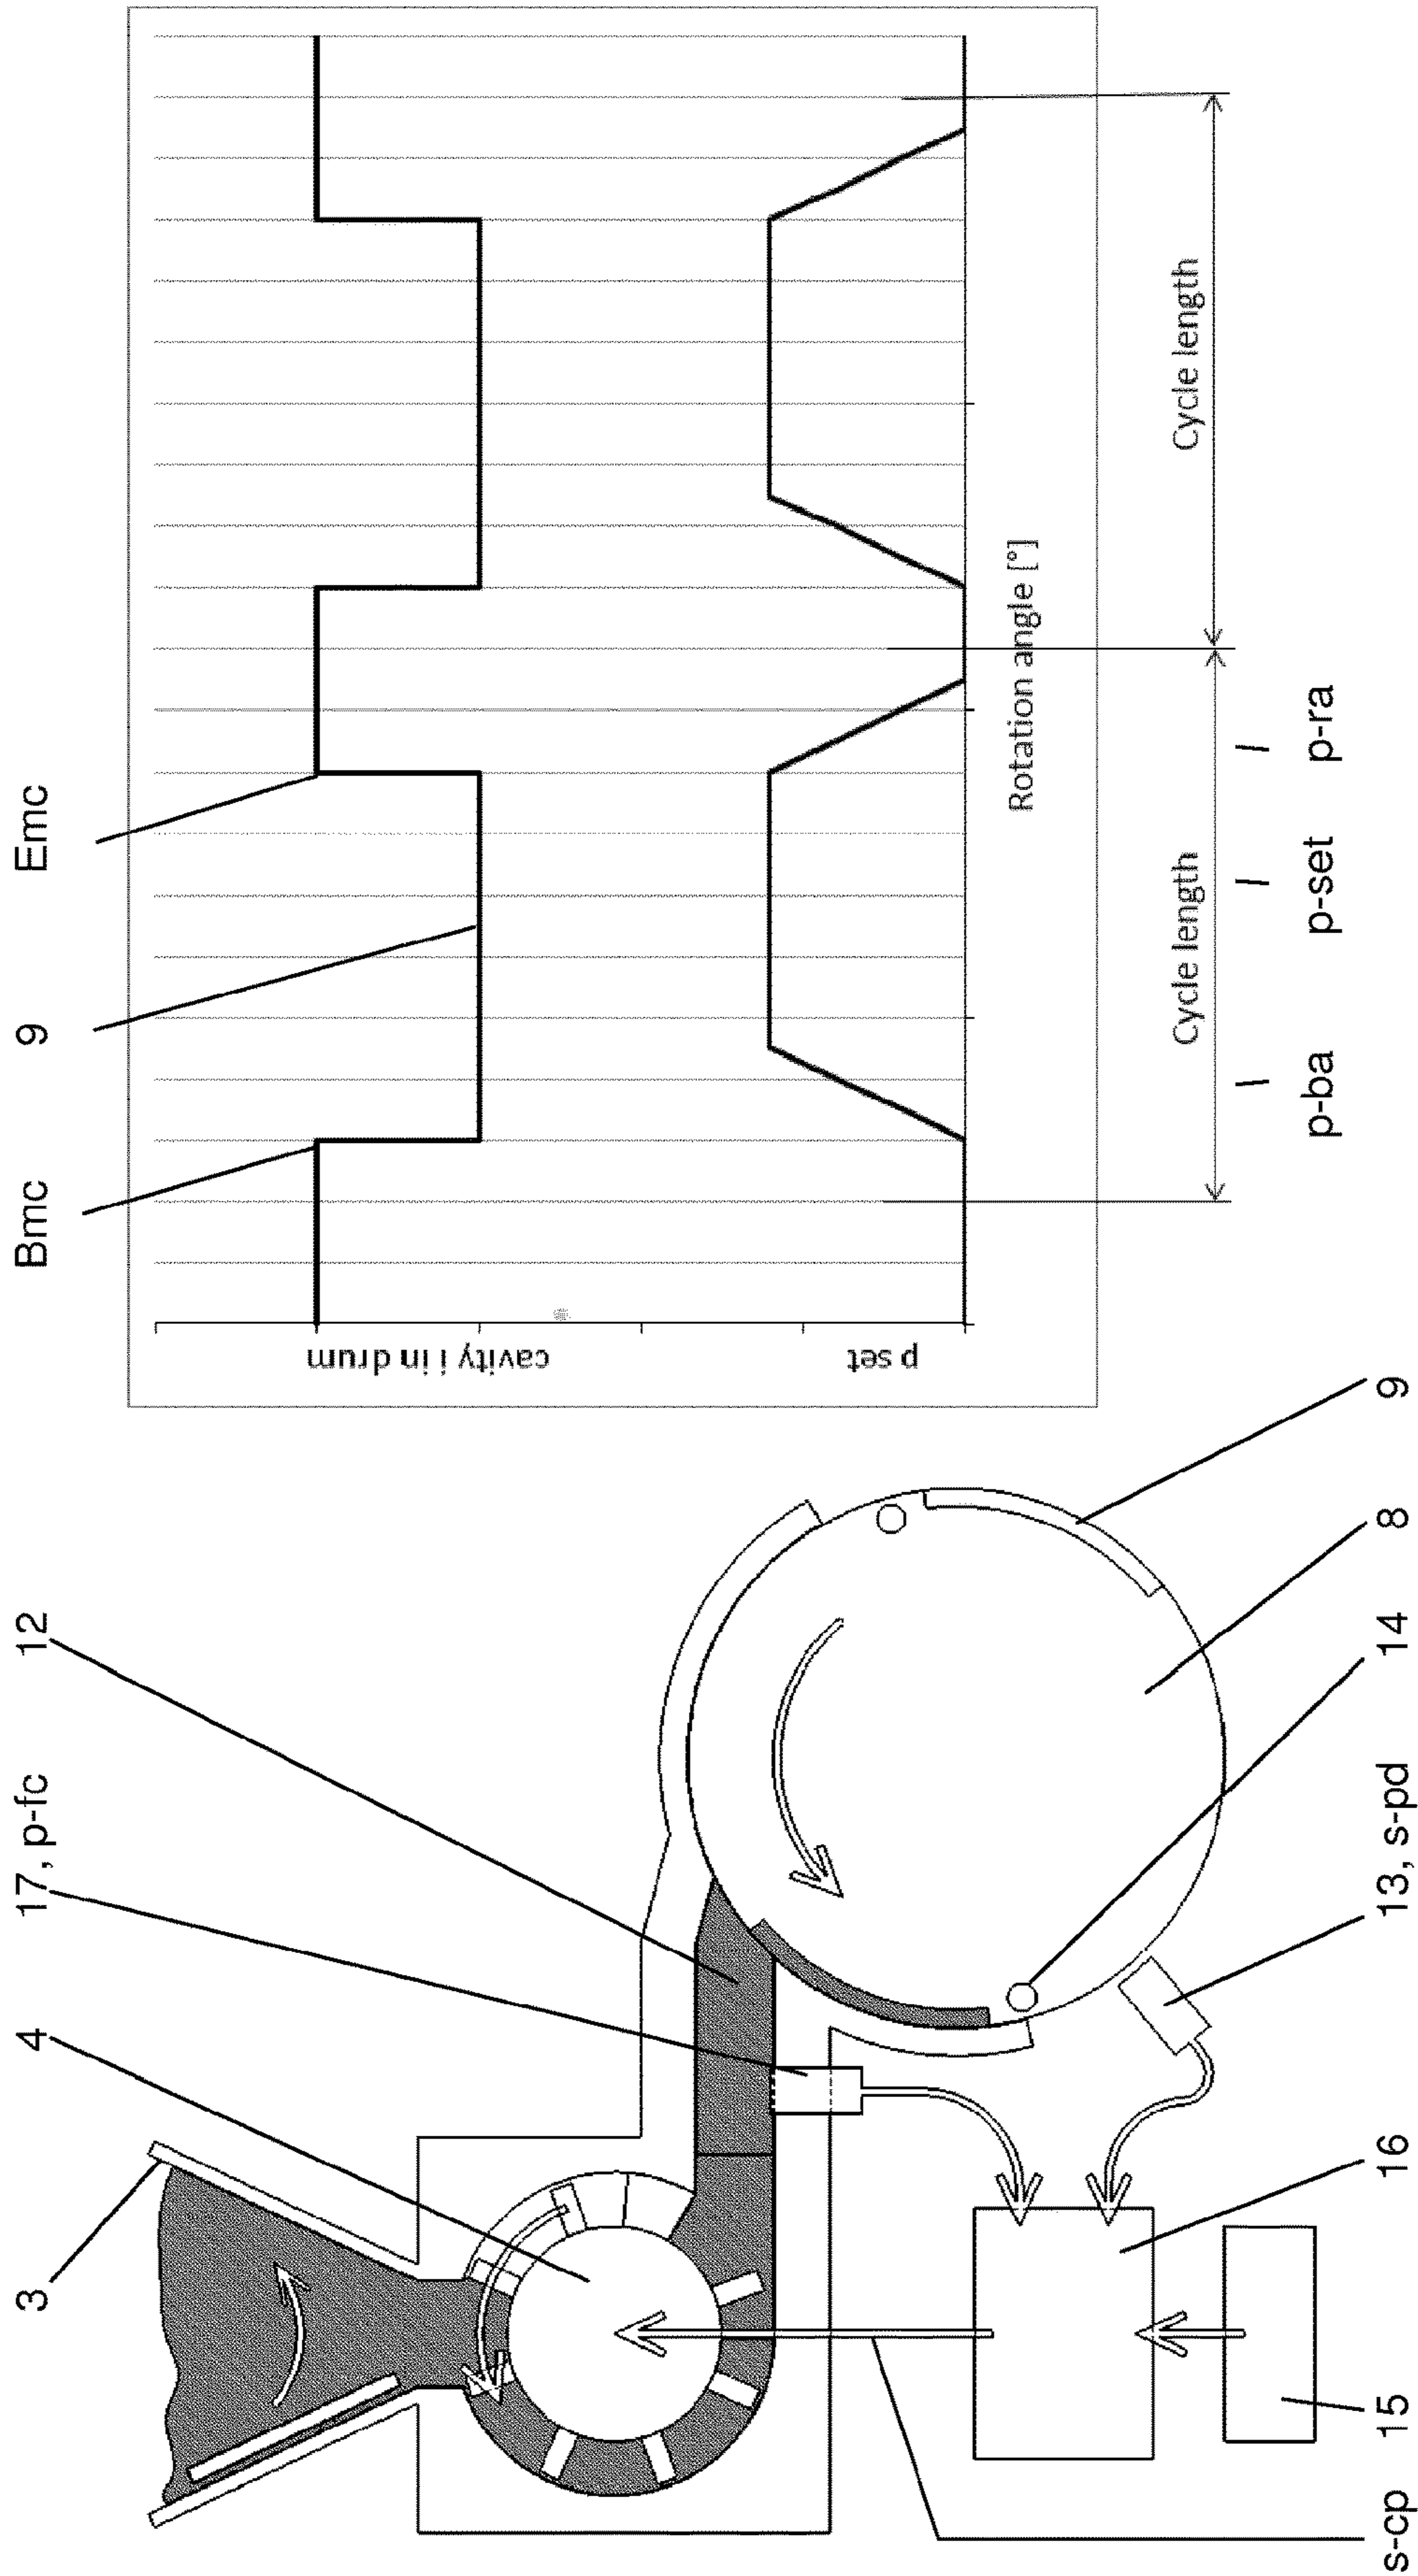 Bmc
9
Emc
cavity i in drum
p set
Rotation angle [°]
Cycle length
Cycle length
p-ba
p-set
p-ra
3
4
17, p-fc
12
s-cp
15
16
13, s-pd
14
8
9